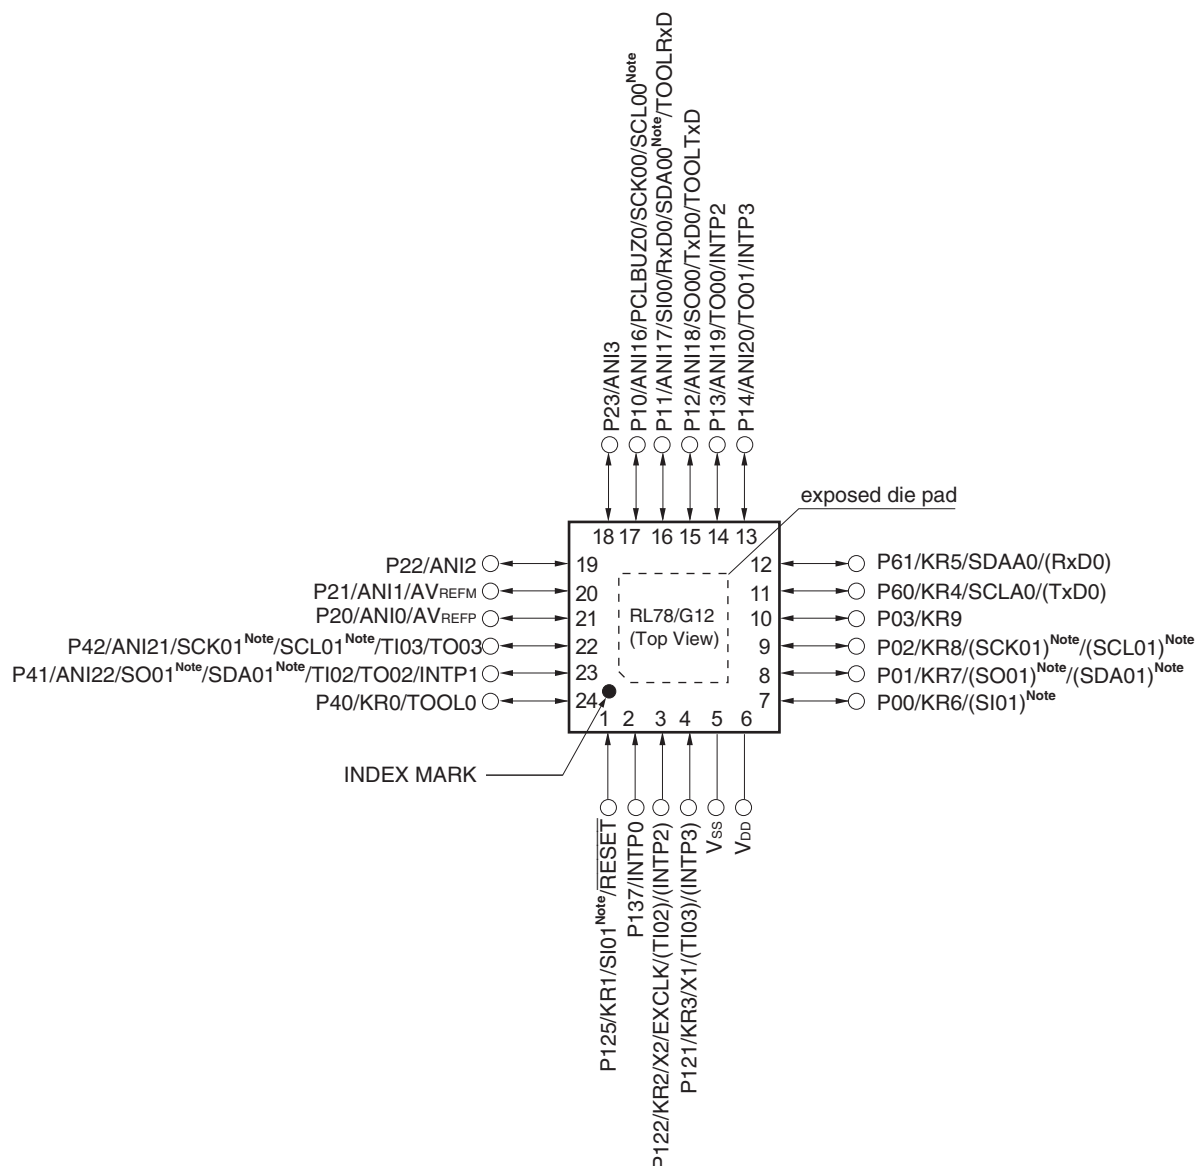 P23/ANI3
P10/ANI16/PCLBUZ0/SCK00/SCL00Note
P11/ANI17/SI00/RxD0/SDA00Note/TOOLRxD
P12/ANI18/SO00/TxD0/TOOLTxD
P13/ANI19/TO00/INTP2
P14/ANI20/TO01/INTP3
exposed die pad
18 17 16 15 14 13
P22/ANI2
19
12
P61/KR5/SDAA0/(RxD0)
P21/ANI1/AVREFM
20
11
P60/KR4/SCLA0/(TxD0)
P20/ANI0/AVREFP
21
10
P03/KR9
P42/ANI21/SCK01Note/SCL01Note/TI03/TO03
22
9
P02/KR8/(SCK01)Note/(SCL01)Note
P41/ANI22/SO01Note/SDA01Note/TI02/TO02/INTP1
23
8
P01/KR7/(SO01)Note/(SDA01)Note
P40/KR0/TOOL0
24
7
P00/KR6/(SI01)Note
RL78/G12
(Top View)
1 2 3 4 5 6
INDEX MARK
P125/KR1/SI01Note/RESET
P137/INTP0
P122/KR2/X2/EXCLK/(TI02)/(INTP2)
P121/KR3/X1/(TI03)/(INTP3)
VSS
VDD